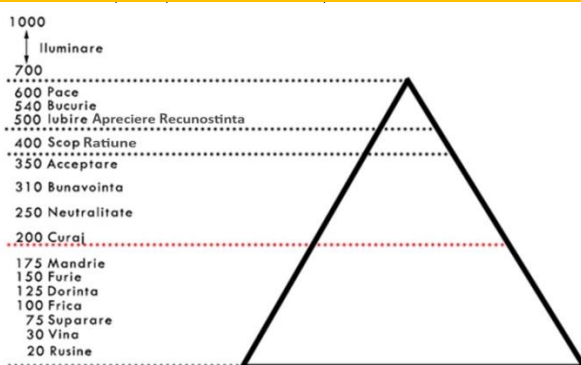 1000
Iluminare
700
600 Pace
540 Bucurie
500 Iubire Apreciere Recunostinta
400 Scop Ratiune
350 Acceptare
310 Bunavointa
250 Neutralitate
200 Curaj
175 Mandrie
150 Furie
125 Dorinta
100 Frica
75 Suparare
30 Vina
20 Rusine